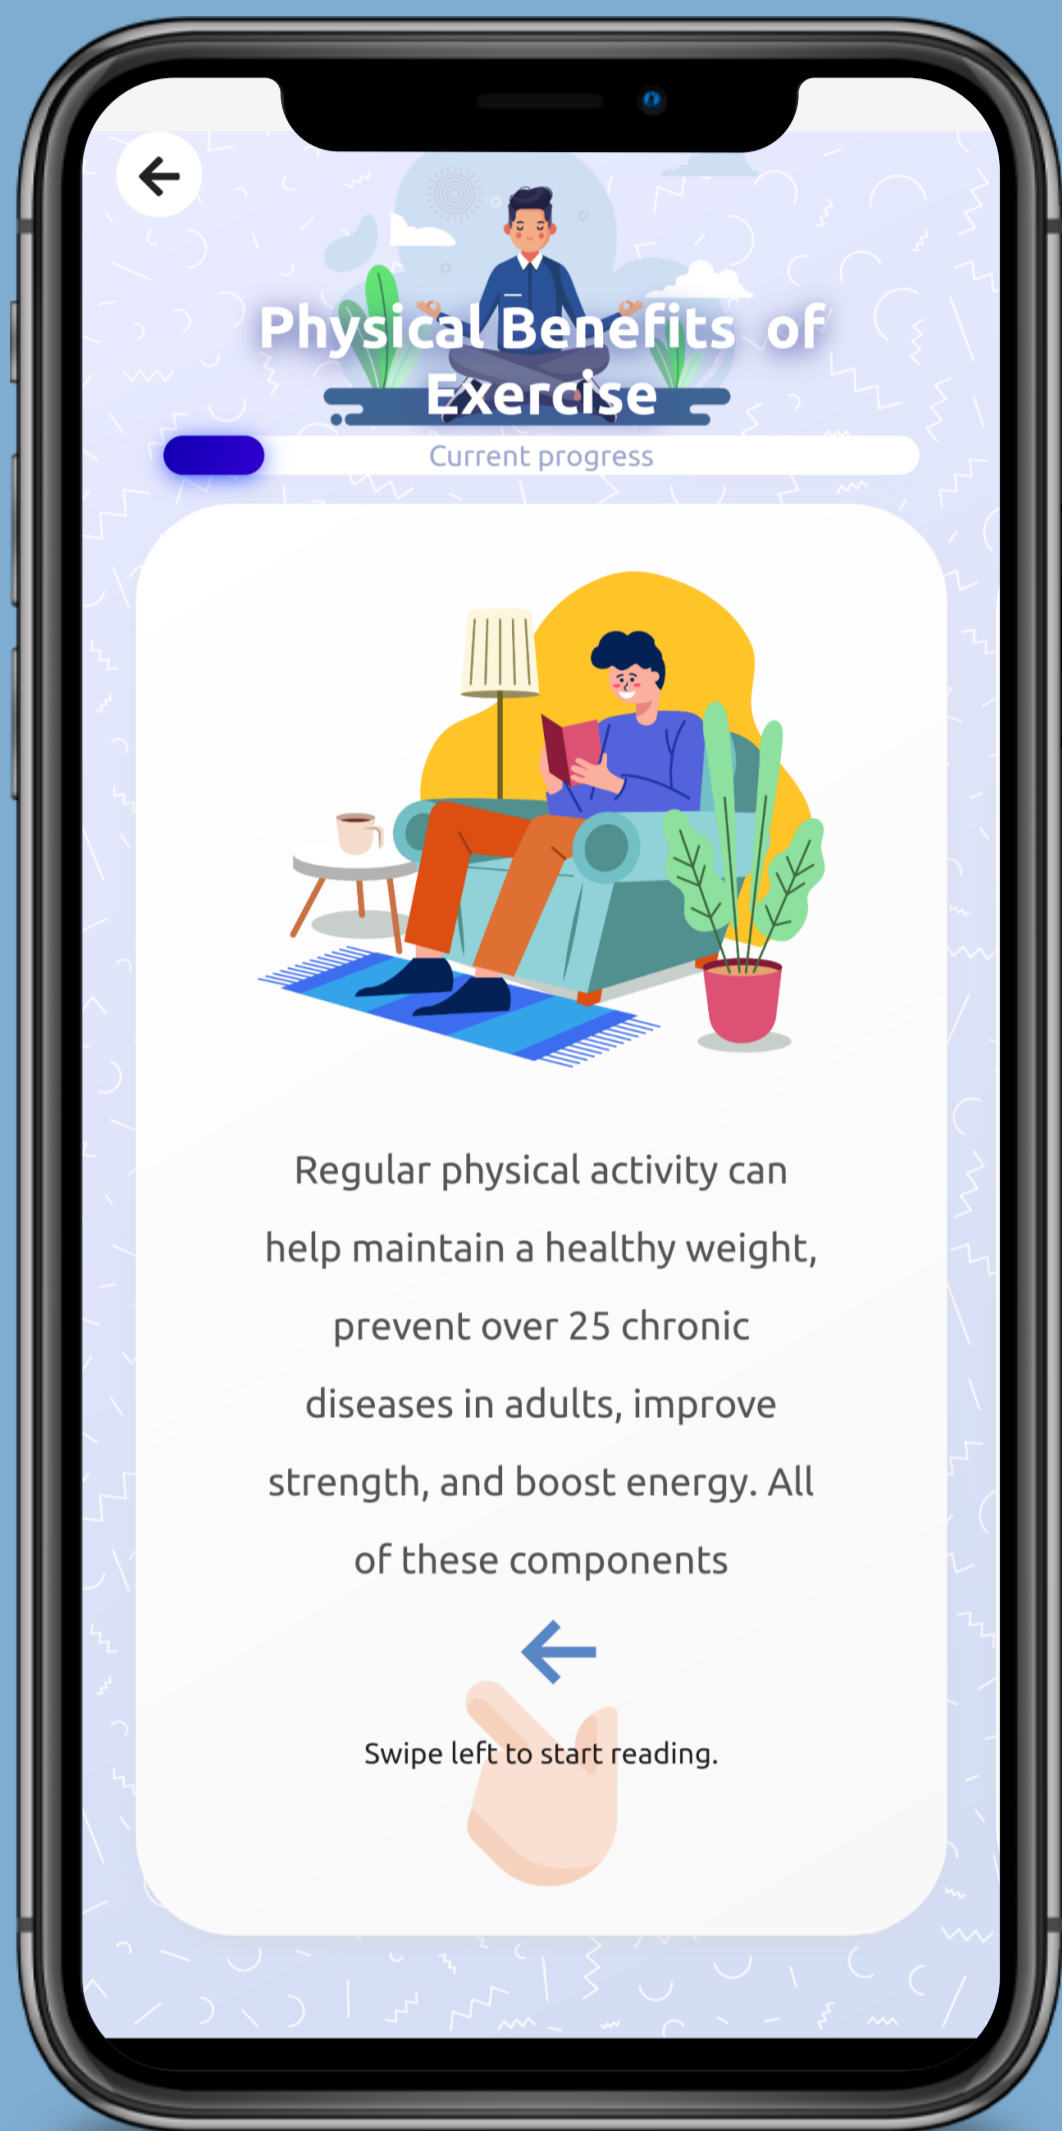 Physical Benefits of
Exercise
Current progress
Regular physical activity can
help maintain a healthy weight,
prevent over 25 chronic
diseases in adults, improve
strength, and boost energy. All
of these components
Swipe left to start reading.